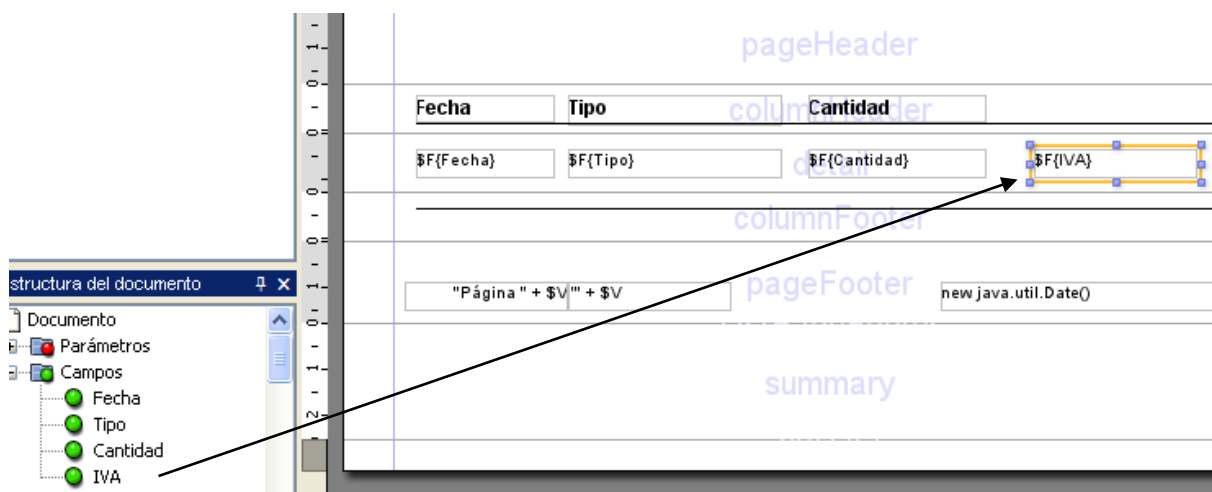 pageHeader
Fecha Tipo columnHeader Cantidad
$F{Fecha} $F{Tipo} detail $F{Cantidad} $F{IVA}
columnFooter
pageFooter
"Página " + $V "" + $V new java.util.Date()
summary
structura del documento
Documento
Parámetros
Campos
Fecha
Tipo
Cantidad
IVA